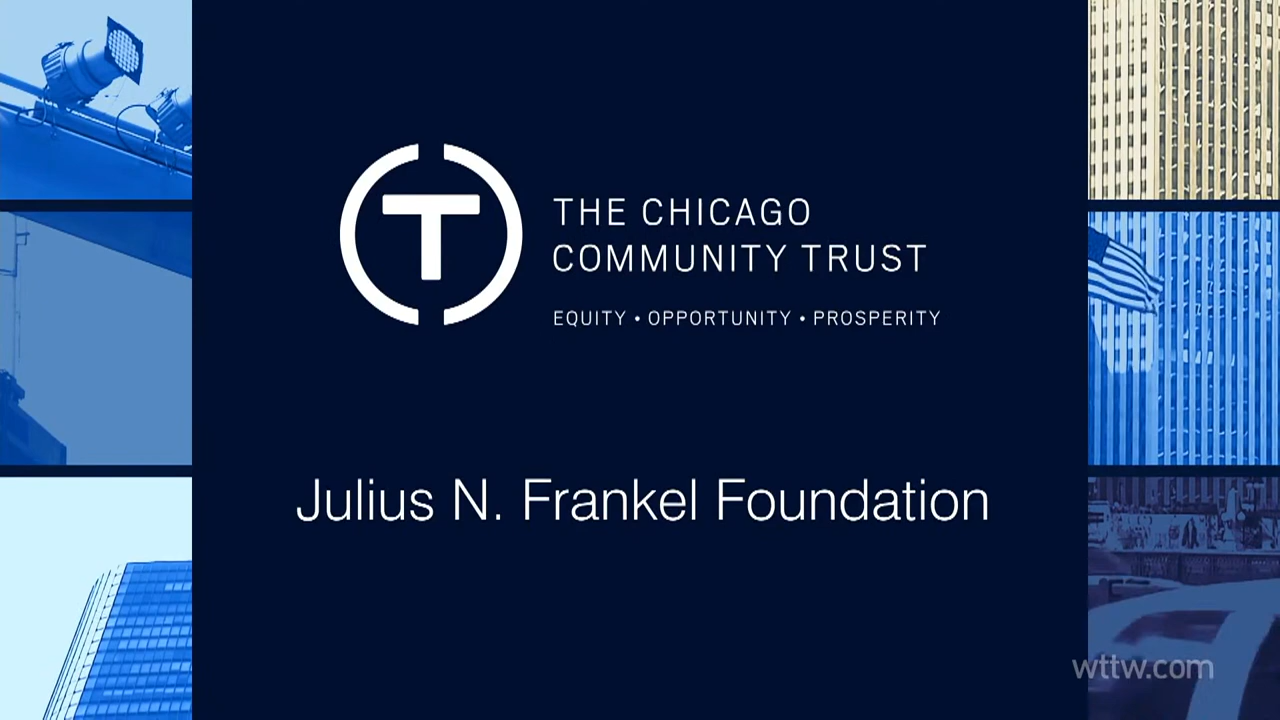 T
THE CHICAGO
COMMUNITY TRUST
EQUITY • OPPORTUNITY • PROSPERITY
Julius N. Frankel Foundation
wttw.com